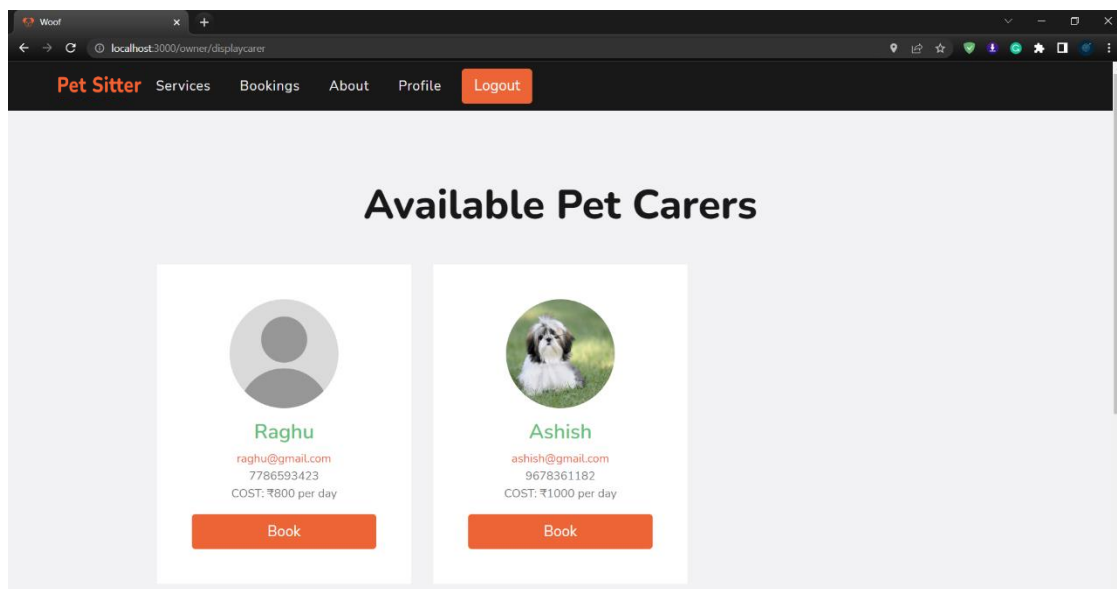 Woof
localhost:3000/owner/displaycarer
Pet Sitter Services Bookings About Profile Logout
Available Pet Carers
Raghu
raghu@gmail.com
7786593423
COST: ₹800 per day
Book
Ashish
ashish@gmail.com
9678361182
COST: ₹1000 per day
Book